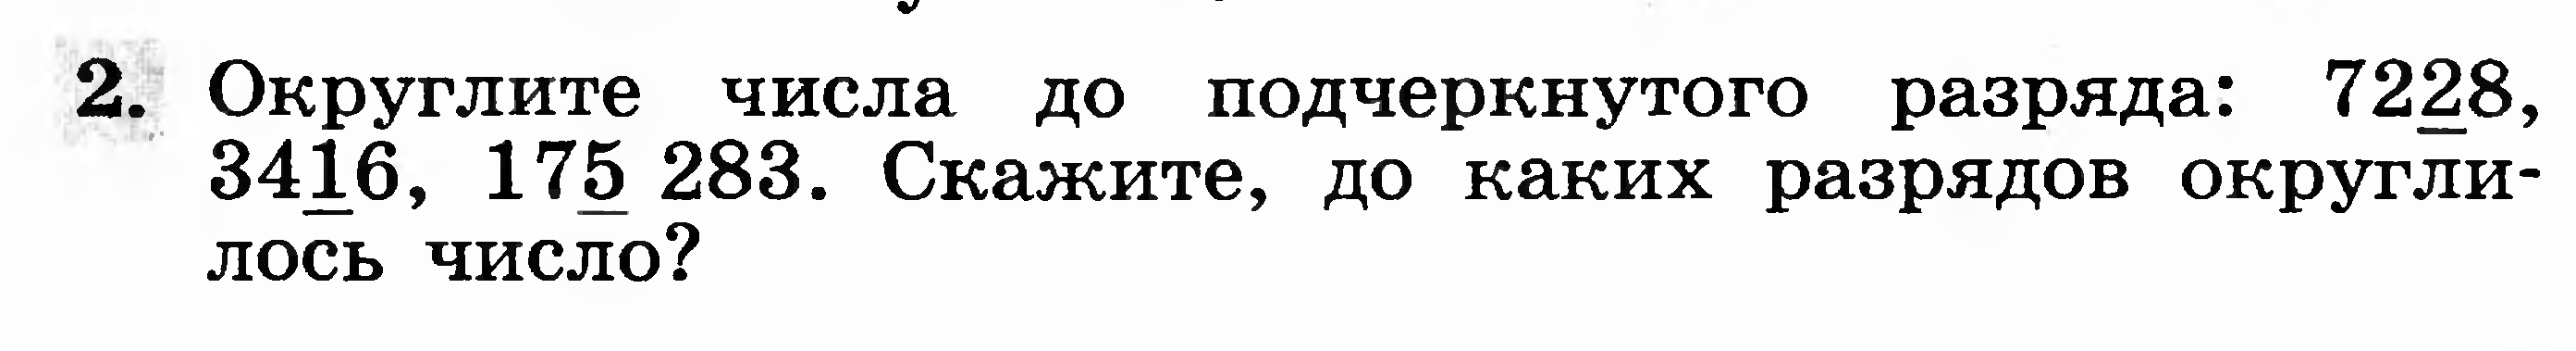 2. Округлите числа до подчеркнутого разряда: 7228,
3416, 175 283. Скажите, до каких разрядов округли-
лось число?